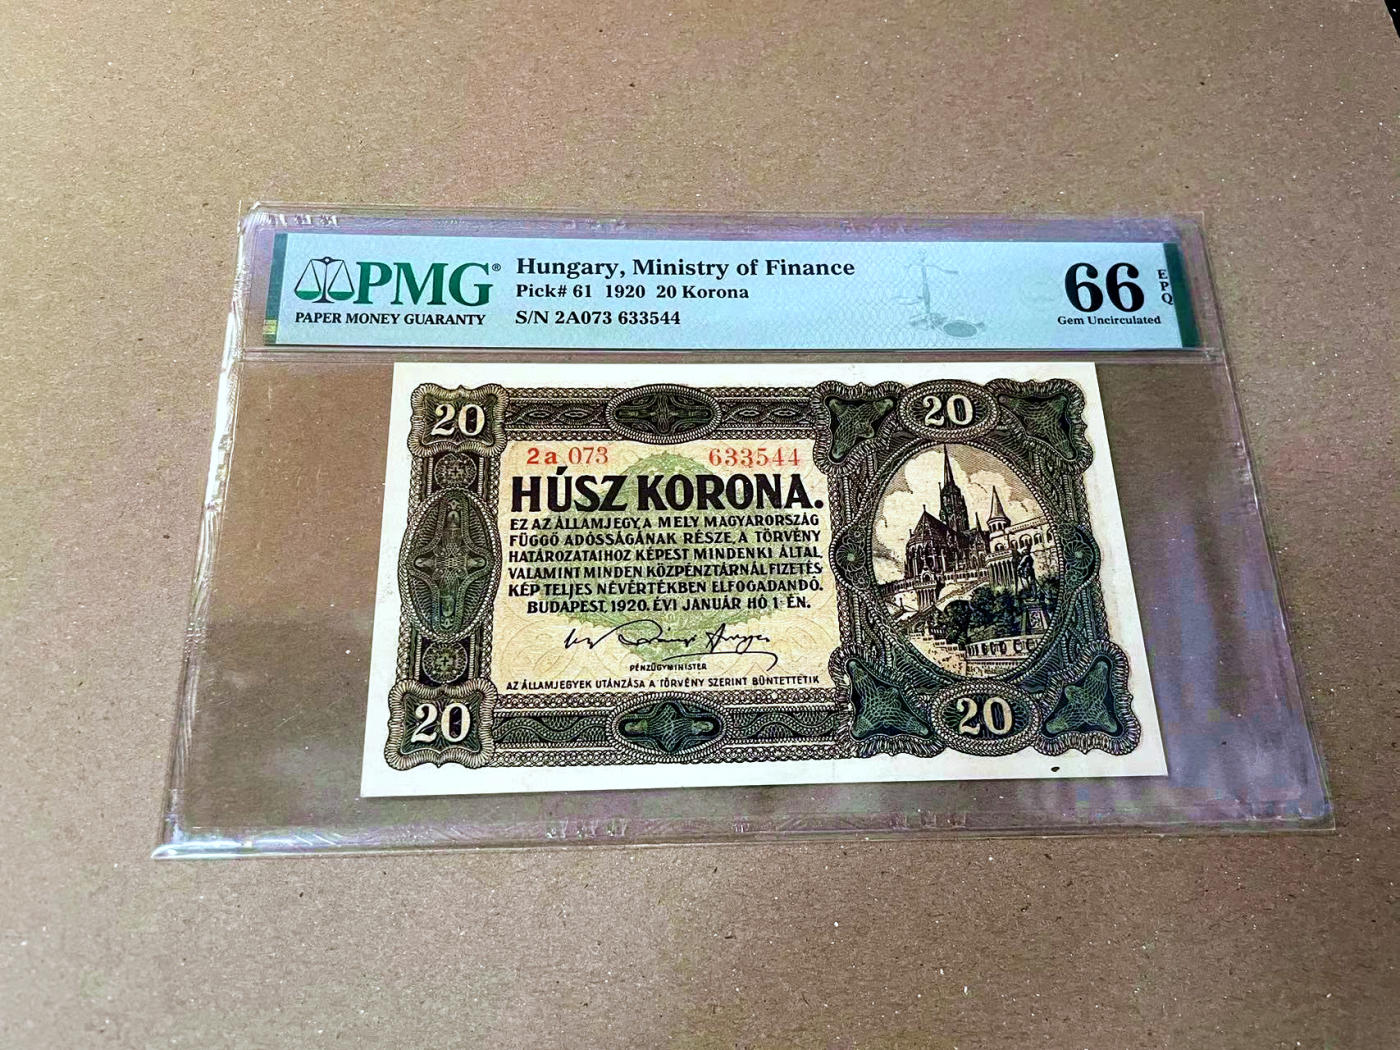 PMG®
PAPER MONEY GUARANTY
Hungary, Ministry of Finance
Pick# 61 1920 20 Korona
S/N 2A073 633544
66
EPQ
Gem Uncirculated
20
20
2a 073 633544
HÚSZ KORONA.
EZ AZ ÁLLAMJEGY, A MELY MAGYARORSZÁG
FÜGGŐ ADÓSSÁGÁNAK RÉSZE, A TÖRVÉNY
HATÁROZATAIHOZ KÉPEST MINDENKI ÁLTAL,
VALAMINT MINDEN KÖZPÉNZTÁRNÁL FIZETÉS
KÉP TELJES NÉVÉRTÉKBEN ELFOGADANDÓ.
BUDAPEST, 1920. ÉVI JANUÁR HÓ 1-ÉN.
PÉNZÜGYMINISTER
AZ ÁLLAMJEGYEK UTÁNZÁSA A TÖRVÉNY SZERINT BÜNTETTETIK
20
20